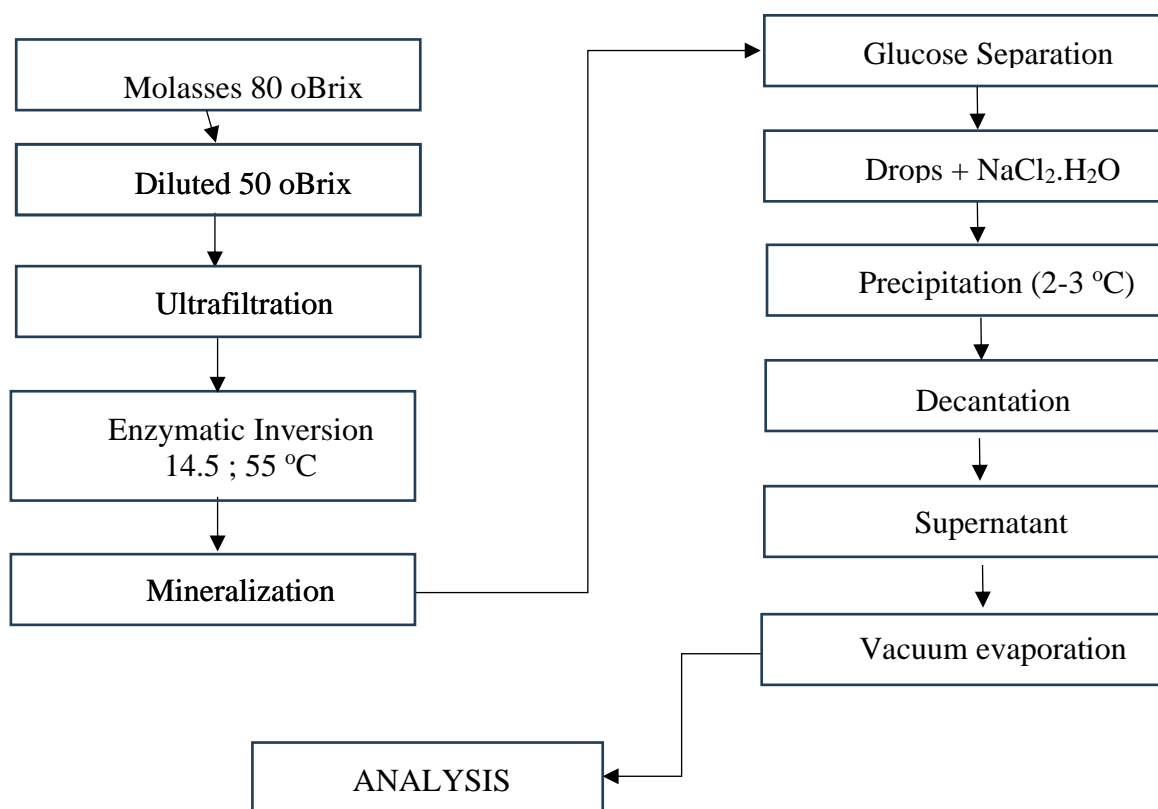 Molasses 80 oBrix
Diluted 50 oBrix
Ultrafiltration
Enzymatic Inversion
14.5 ; 55 ºC
Mineralization
Glucose Separation
Drops + NaCl₂.H₂O
Precipitation (2-3 ºC)
Decantation
Supernatant
Vacuum evaporation
ANALYSIS